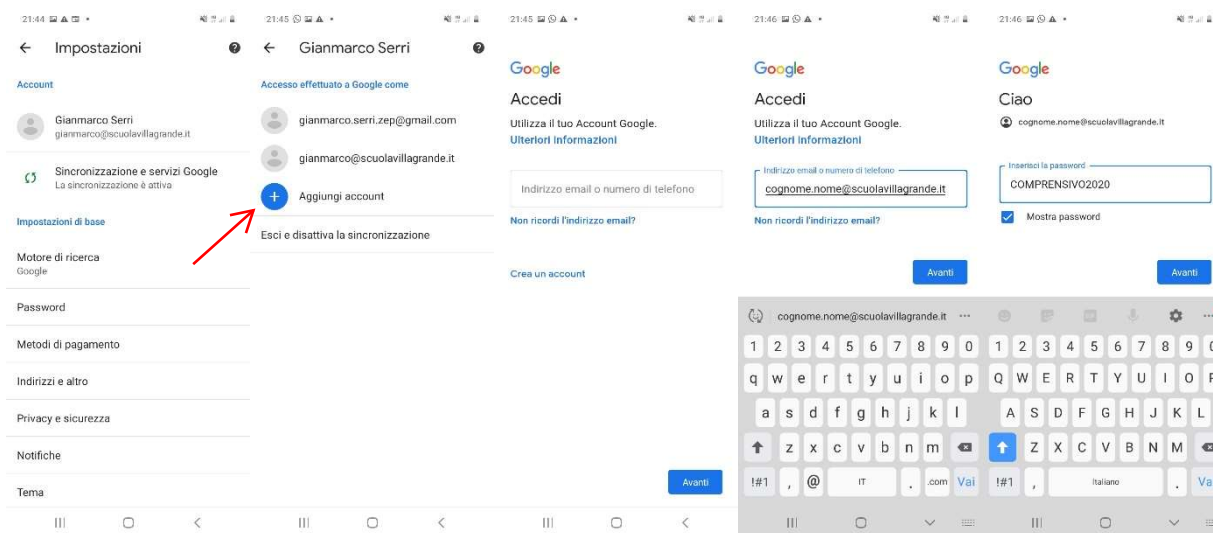 21:44
Impostazioni
Account
Gianmarco Serri
gianmarco@scuolavillagrande.it
Sincronizzazione e servizi Google
La sincronizzazione è attiva
Impostazioni di base
Motore di ricerca
Google
Password
Metodi di pagamento
Indirizzi e altro
Privacy e sicurezza
Notifiche
Tema
21:45
Gianmarco Serri
Accesso effettuato a Google come
gianmarco.serri.zep@gmail.com
gianmarco@scuolavillagrande.it
Aggiungi account
Esci e disattiva la sincronizzazione
21:45
Google
Accedi
Utilizza il tuo Account Google.
Ulteriori informazioni
Indirizzo email o numero di telefono
Non ricordi l'indirizzo email?
Crea un account
Avanti
21:46
Google
Accedi
Utilizza il tuo Account Google.
Ulteriori informazioni
Indirizzo email o numero di telefono
cognome.nome@scuolavillagrande.it
Non ricordi l'indirizzo email?
Avanti
cognome.nome@scuolavillagrande.it
1 2 3 4 5 6 7 8 9 0
q w e r t y u i o p
a s d f g h j k l
z x c v b n m
!#1 , @ IT . .com Vai
21:46
Google
Ciao
cognome.nome@scuolavillagrande.it
Inserisci la password
COMPRENSIVO2020
Mostra password
Avanti
1 2 3 4 5 6 7 8 9
Q W E R T Y U I O
A S D F G H J K L
Z X C V B N M
!#1 , Italiano .